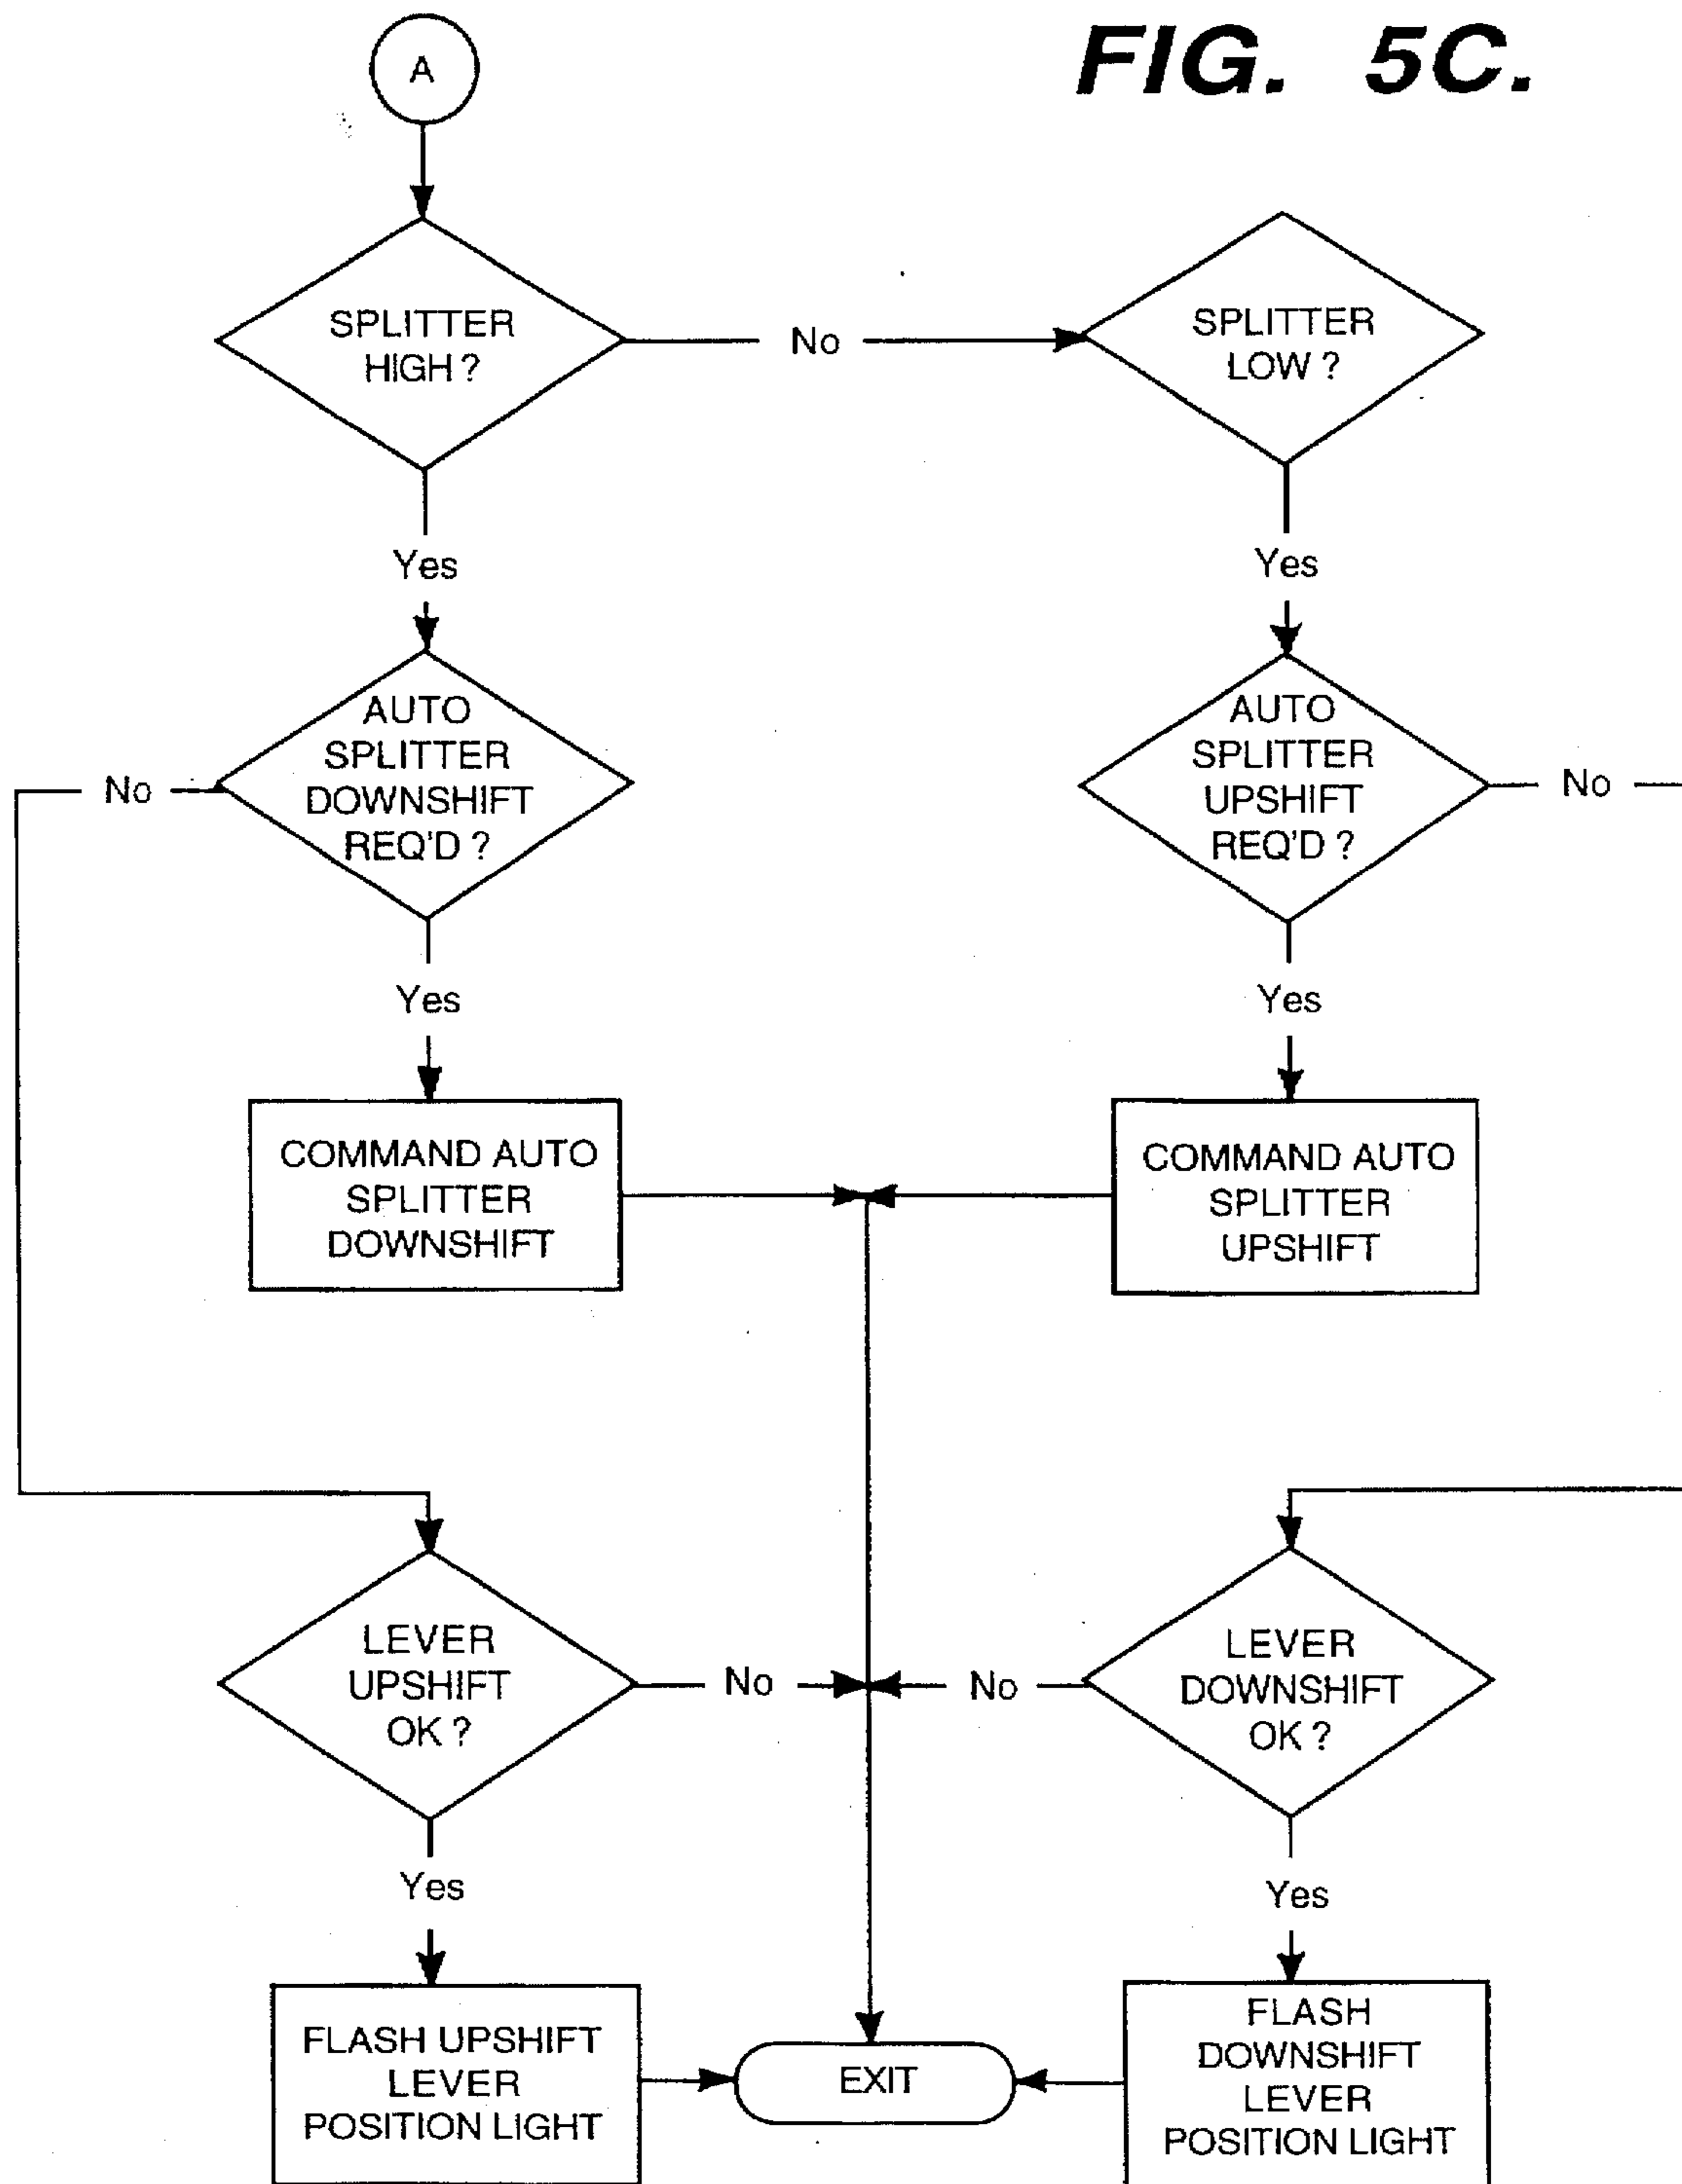 FIG. 5C.
A
SPLITTER
HIGH ?
No
SPLITTER
LOW ?
Yes
Yes
AUTO
SPLITTER
DOWNSHIFT
REQ'D ?
No
AUTO
SPLITTER
UPSHIFT
REQ'D ?
No
Yes
Yes
COMMAND AUTO
SPLITTER
DOWNSHIFT
COMMAND AUTO
SPLITTER
UPSHIFT
LEVER
UPSHIFT
OK ?
No
No
LEVER
DOWNSHIFT
OK ?
Yes
Yes
FLASH UPSHIFT
LEVER
POSITION LIGHT
EXIT
FLASH
DOWNSHIFT
LEVER
POSITION LIGHT